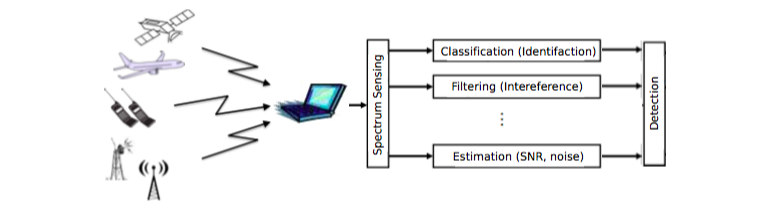 Spectrum Sensing
Classification (Identifaction)
Filtering (Intereference)
Estimation (SNR, noise)
Detection